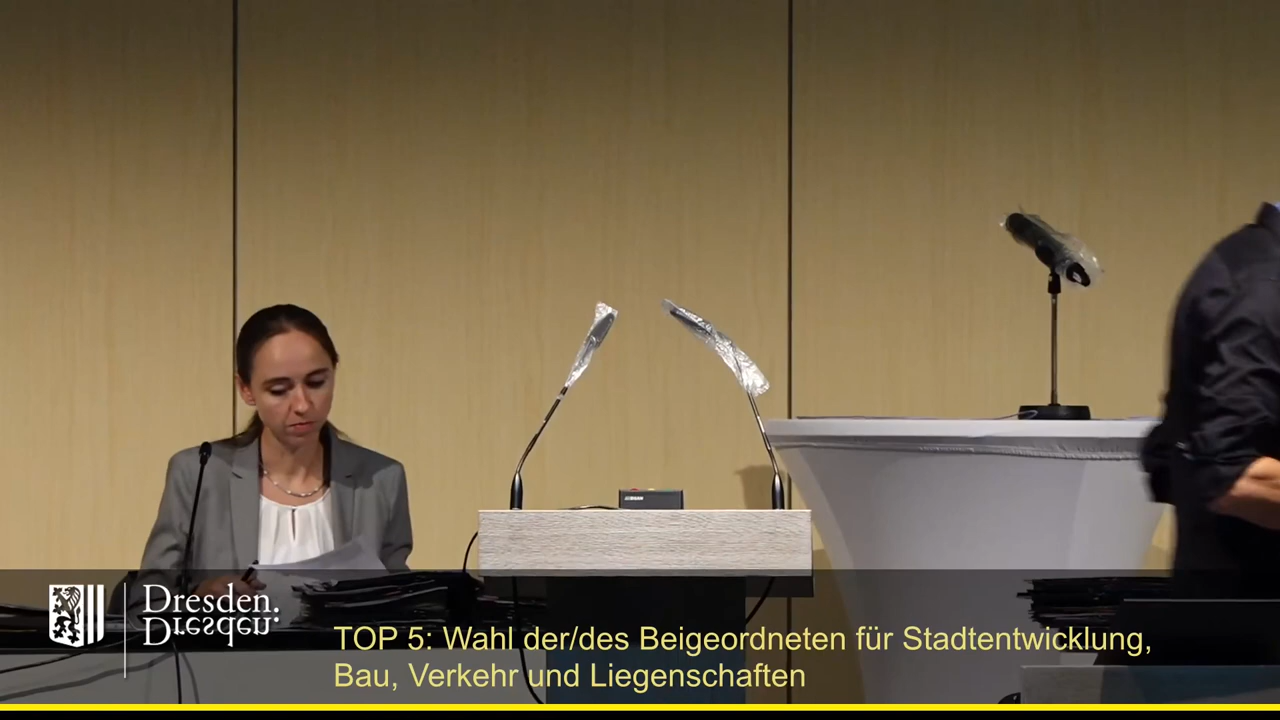 Dresden.
Dresden.
TOP 5: Wahl der/des Beigeordneten für Stadtentwicklung,
Bau, Verkehr und Liegenschaften